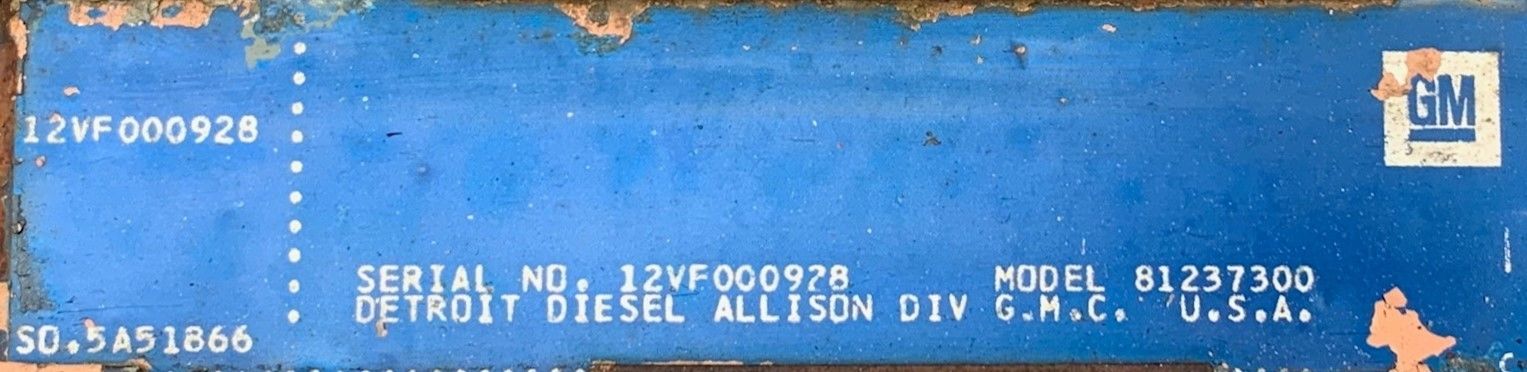 12VF000928
SO.5A51866
SERIAL NO. 12VF000928 MODEL 81237300
DETROIT DIESEL ALLISON DIV G.M.C. U.S.A.
GM